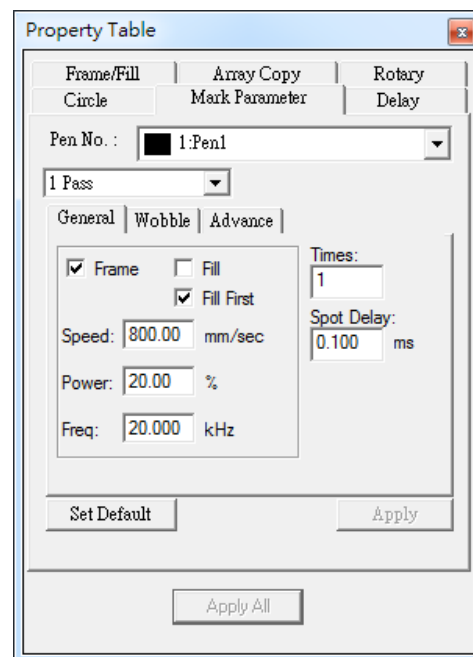 Property Table
Frame/Fill Array Copy Rotary
Circle Mark Parameter Delay
Pen No. : 1:Pen1
1 Pass
General Wobble Advance
Frame Fill
Fill First
Times:
1
Speed: 800.00 mm/sec
Spot Delay:
0.100 ms
Power: 20.00 %
Freq: 20.000 kHz
Set Default Apply
Apply All